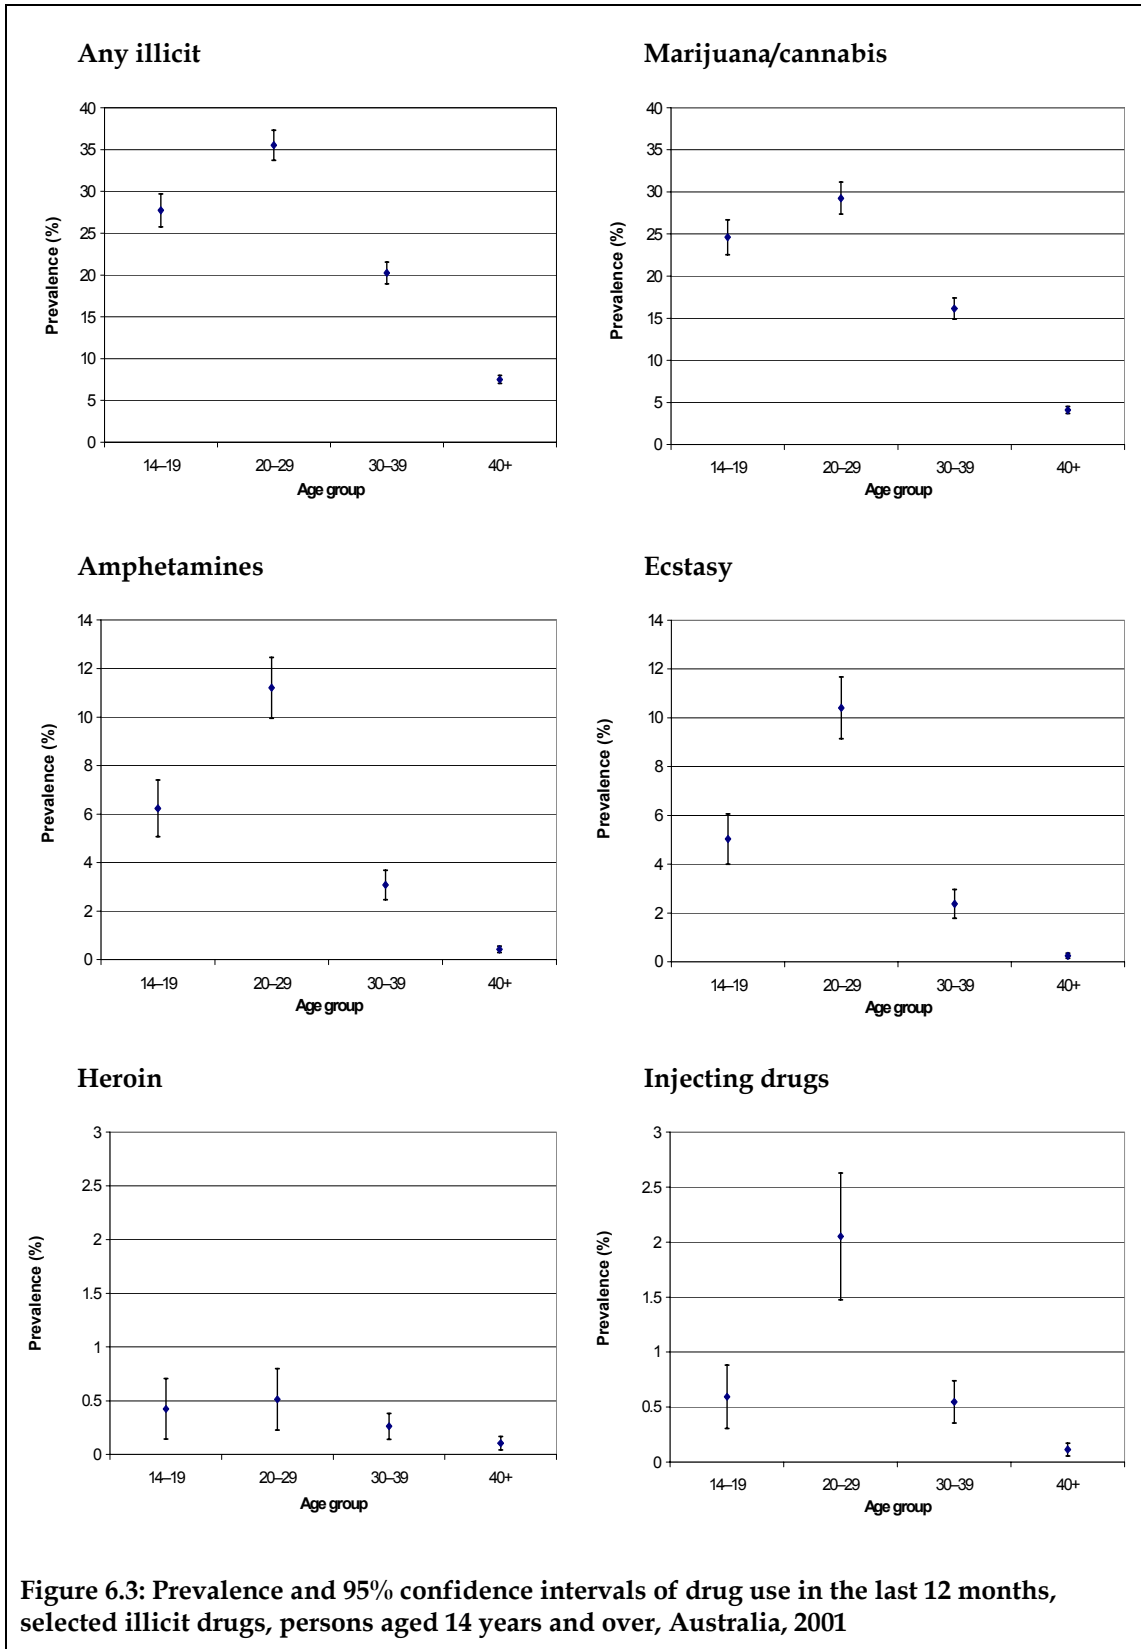 Any illicit
40
35
30
25
20
15
10
5
0
Prevalence (%)
14–19 20–29 30–39 40+
Age group
Marijuana/cannabis
40
35
30
25
20
15
10
5
0
Prevalence (%)
14–19 20–29 30–39 40+
Age group
Amphetamines
14
12
10
8
6
4
2
0
Prevalence (%)
14–19 20–29 30–39 40+
Age group
Ecstasy
14
12
10
8
6
4
2
0
Prevalence (%)
14–19 20–29 30–39 40+
Age group
Heroin
3
2.5
2
1.5
1
0.5
0
Prevalence (%)
14–19 20–29 30–39 40+
Age group
Injecting drugs
3
2.5
2
1.5
1
0.5
0
Prevalence (%)
14–19 20–29 30–39 40+
Age group
Figure 6.3: Prevalence and 95% confidence intervals of drug use in the last 12 months,
selected illicit drugs, persons aged 14 years and over, Australia, 2001